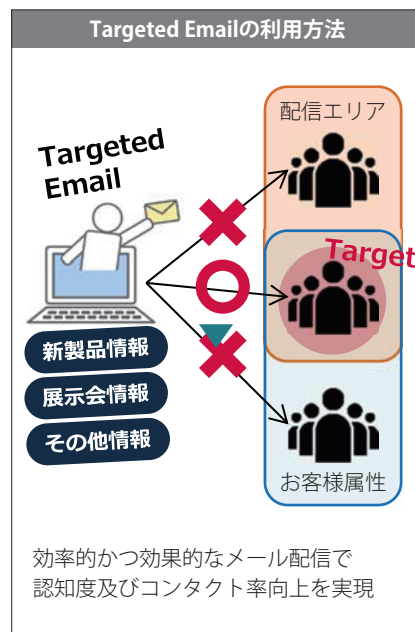 Targeted Emailの利用方法
配信エリア
Targeted
Email
Target
新製品情報
展示会情報
その他情報
お客様属性
効率的かつ効果的なメール配信で
認知度及びコンタクト率向上を実現